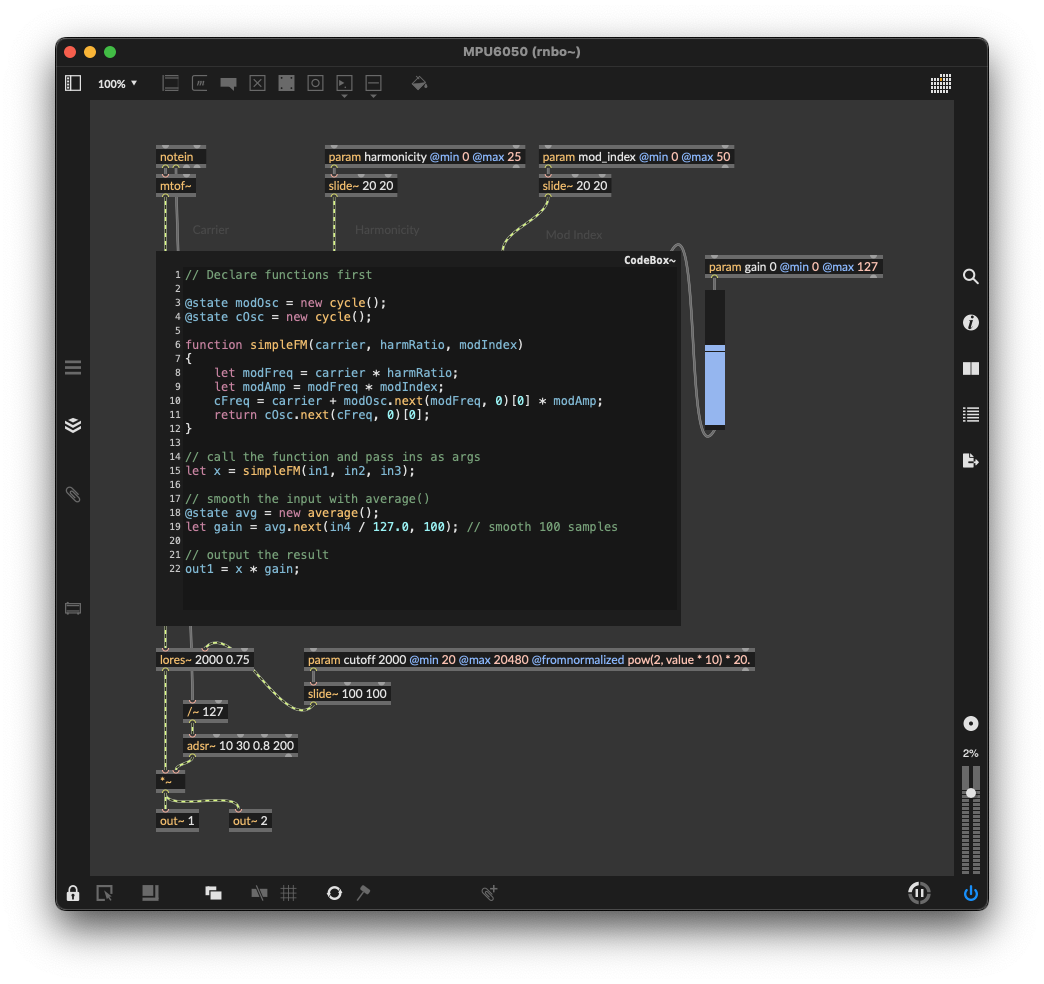 MPU6050 (rnbo~)
100%
m
notein
param harmonicity @min 0 @max 25
param mod_index @min 0 @max 50
mtof~
slide~ 20 20
slide~ 20 20
Carrier
Harmonicity
Mod Index
CodeBox~
param gain 0 @min 0 @max 127
1 // Declare functions first
2
3 @state modOsc = new cycle();
4 @state cOsc = new cycle();
5
6 function simpleFM(carrier, harmRatio, modIndex)
7 {
8     let modFreq = carrier * harmRatio;
9     let modAmp = modFreq * modIndex;
10     cFreq = carrier + modOsc.next(modFreq, 0)[0] * modAmp;
11     return cOsc.next(cFreq, 0)[0];
12 }
13
14 // call the function and pass ins as args
15 let x = simpleFM(in1, in2, in3);
16
17 // smooth the input with average()
18 @state avg = new average();
19 let gain = avg.next(in4 / 127.0, 100); // smooth 100 samples
20
21 // output the result
22 out1 = x * gain;
lores~ 2000 0.75
param cutoff 2000 @min 20 @max 20480 @fromnormalized pow(2, value * 10) * 20.
slide~ 100 100
/~ 127
adsr~ 10 30 0.8 200
*~
out~ 1
out~ 2
2%